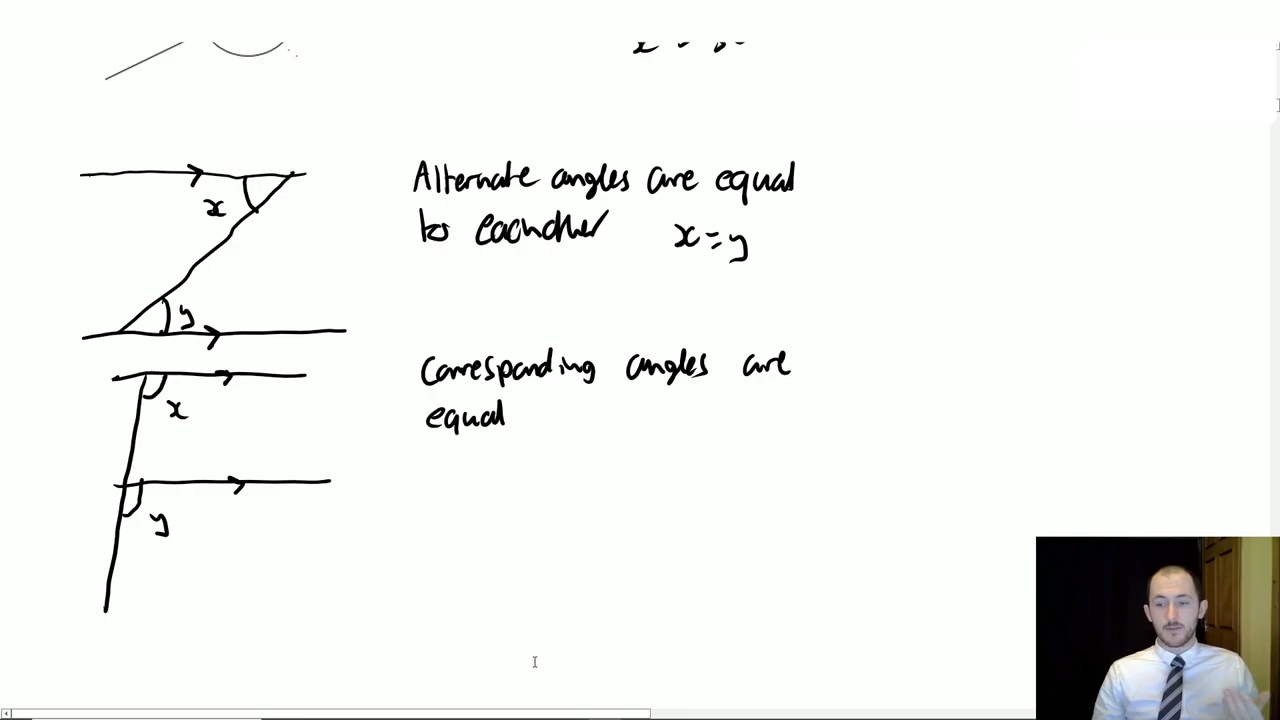 x
Alternate angles are equal
to eachother x = y
y
Corresponding angles are
x
equal
y